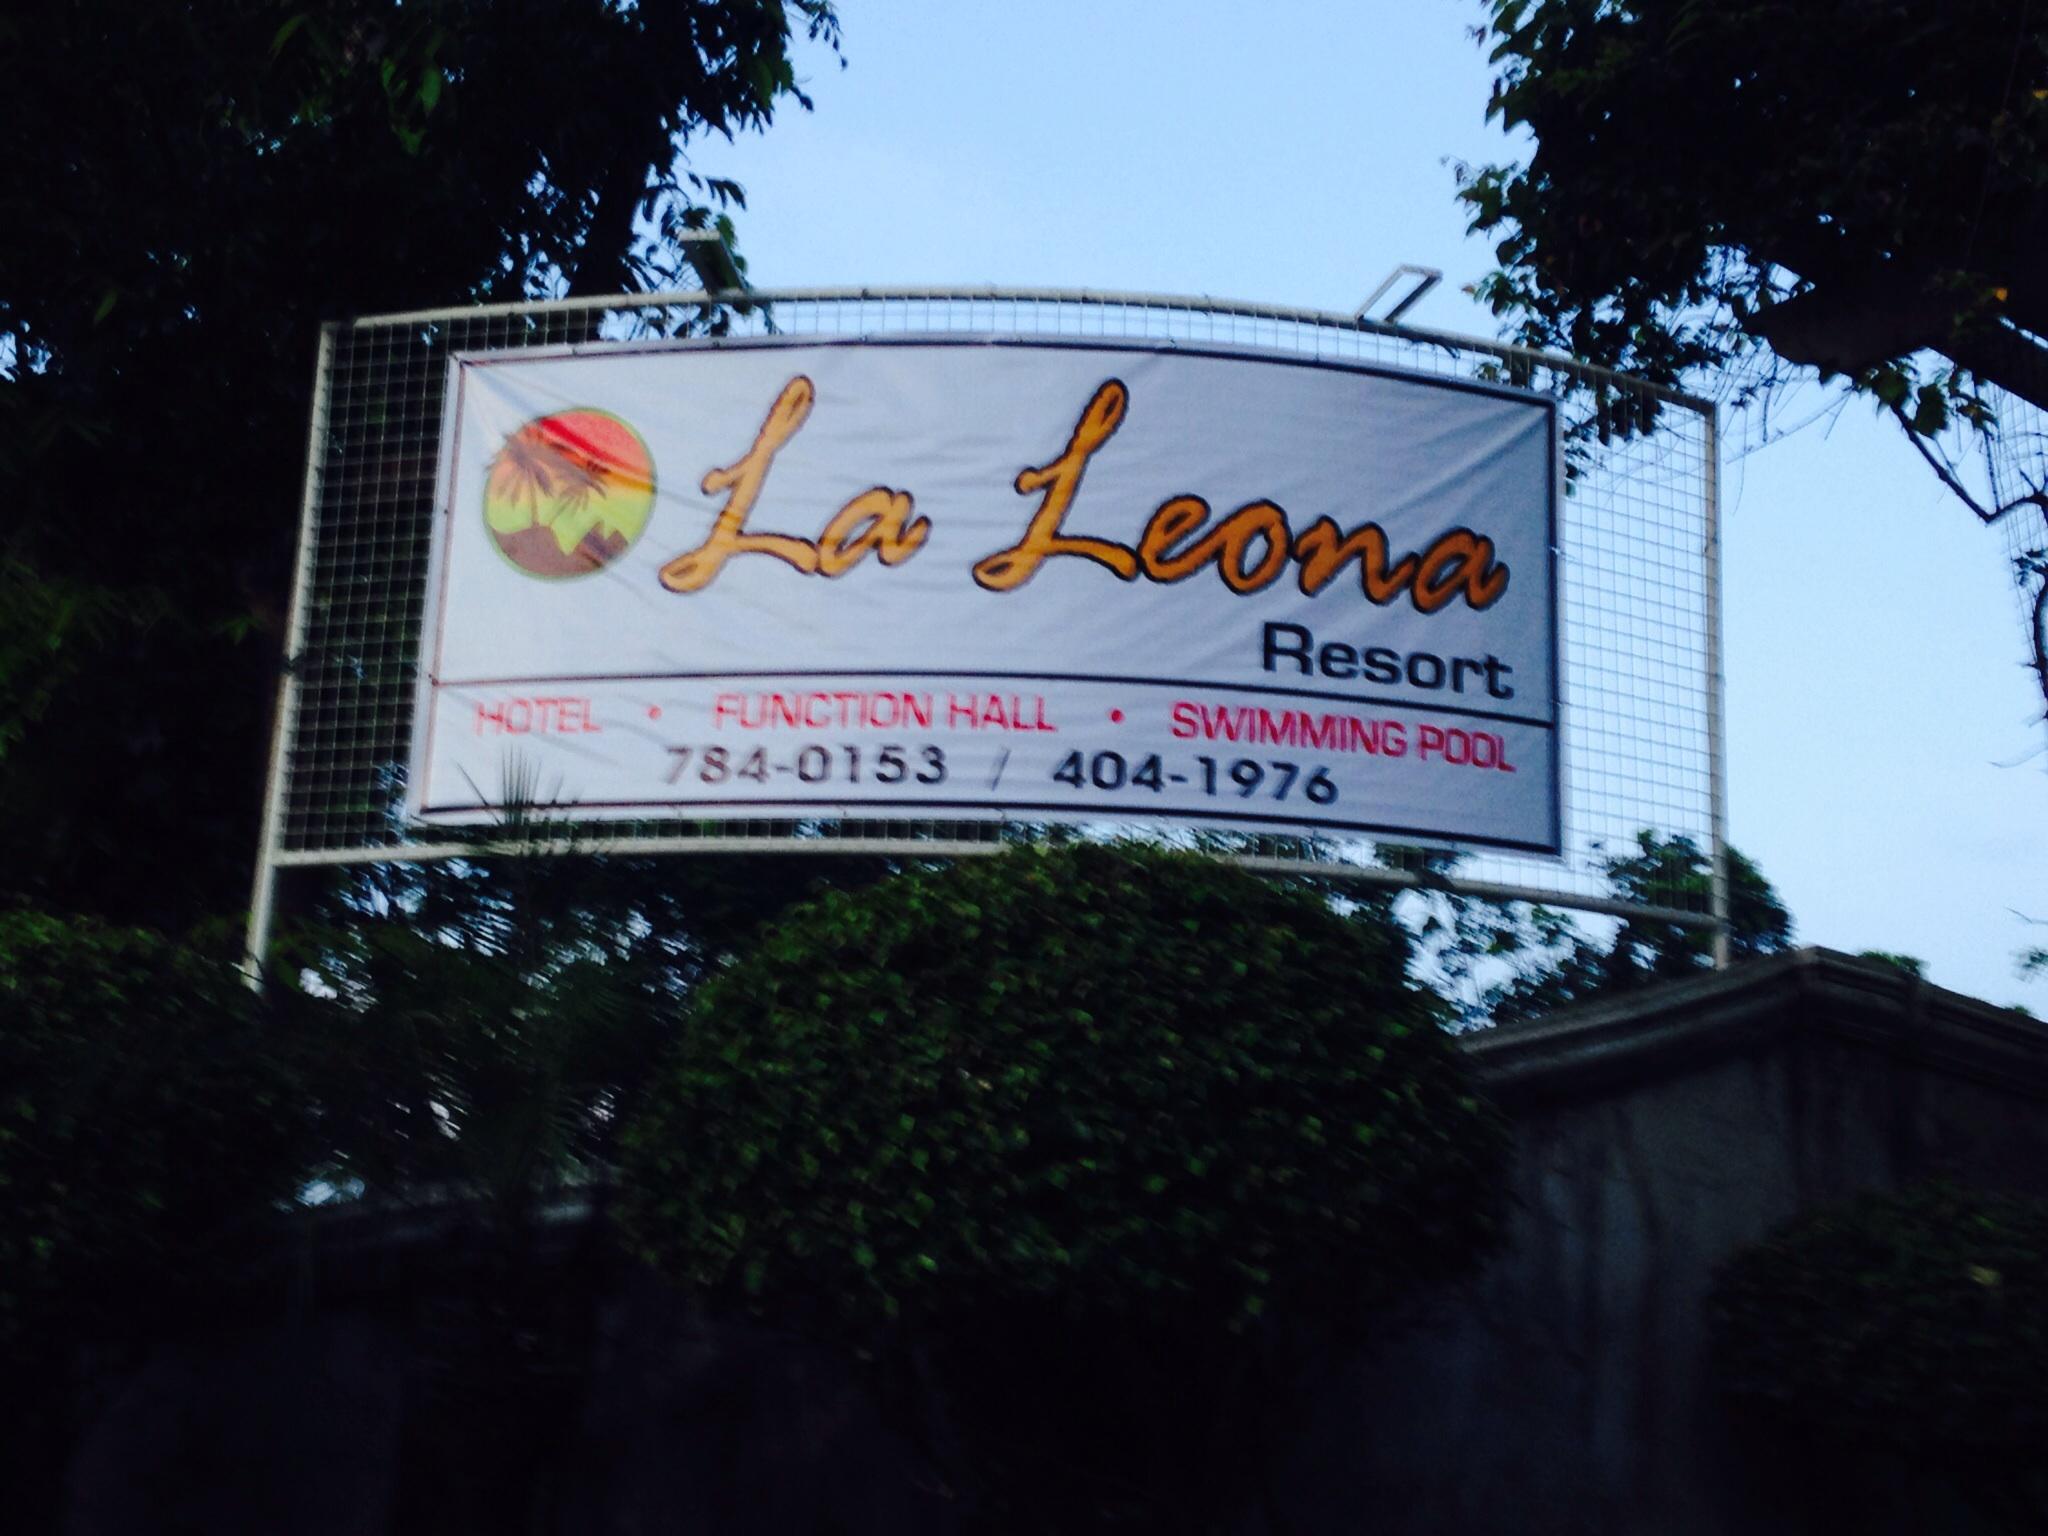 La Leona
Resort
HOTEL • FUNCTION HALL • SWIMMING POOL
784-0153 / 404-1976